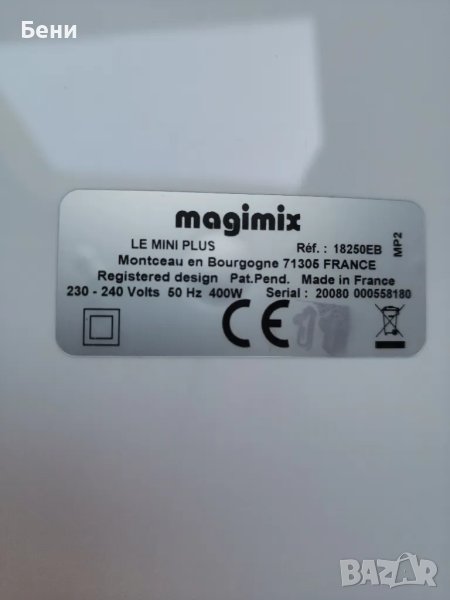 Бени
magimix
LE MINI PLUS Réf. : 18250EB
MP2
Montceau en Bourgogne 71305 FRANCE
Registered design Pat.Pend. Made in France
230 - 240 Volts 50 Hz 400W Serial : 20080 000558180
CE
BAZAR